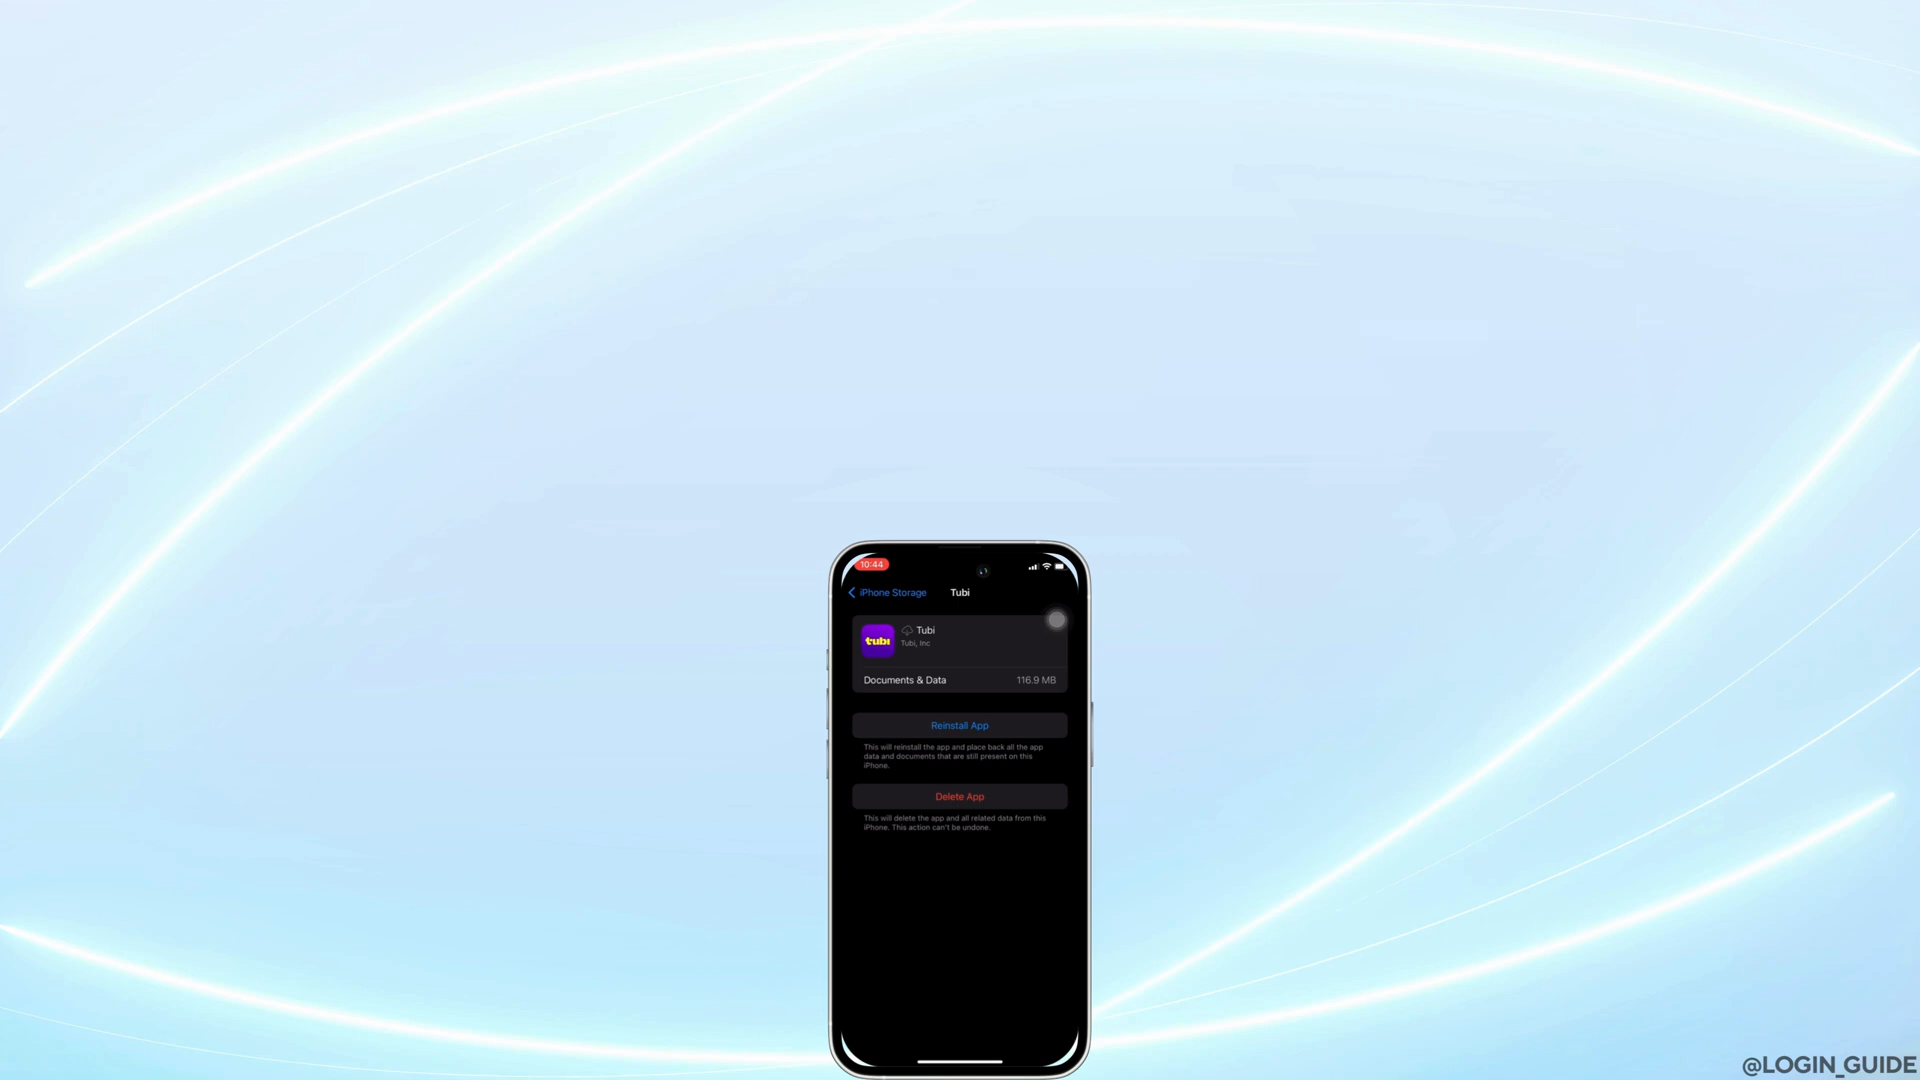 10:44
iPhone Storage
Tubi
tubi
Tubi
Tubi, Inc
Documents & Data 116.9 MB
Reinstall App
This will reinstall the app and place back all the app
data and documents that are still present on this
iPhone.
Delete App
This will delete the app and all related data from this
iPhone. This action can't be undone.
@LOGIN_GUIDE